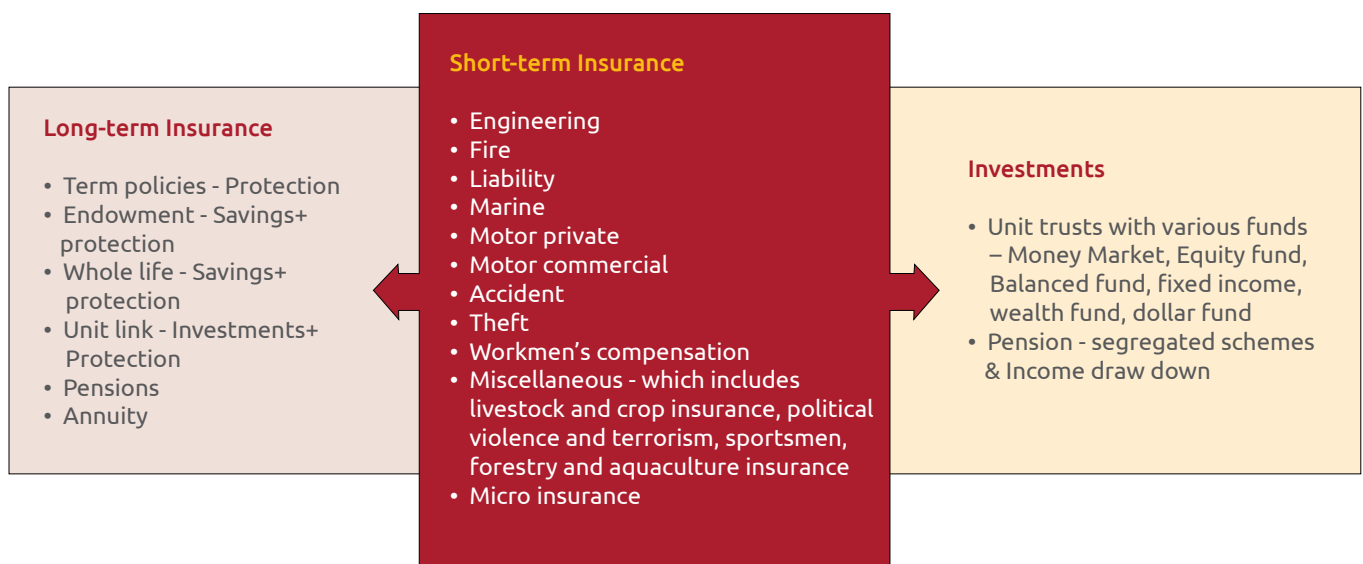 Long-term Insurance
• Term policies - Protection
• Endowment - Savings+
protection
• Whole life - Savings+
protection
• Unit link - Investments+
Protection
• Pensions
• Annuity
Short-term Insurance
• Engineering
• Fire
• Liability
• Marine
• Motor private
• Motor commercial
• Accident
• Theft
• Workmen's compensation
• Miscellaneous - which includes
livestock and crop insurance, political
violence and terrorism, sportsmen,
forestry and aquaculture insurance
• Micro insurance
Investments
• Unit trusts with various funds
– Money Market, Equity fund,
Balanced fund, fixed income,
wealth fund, dollar fund
• Pension - segregated schemes
& Income draw down